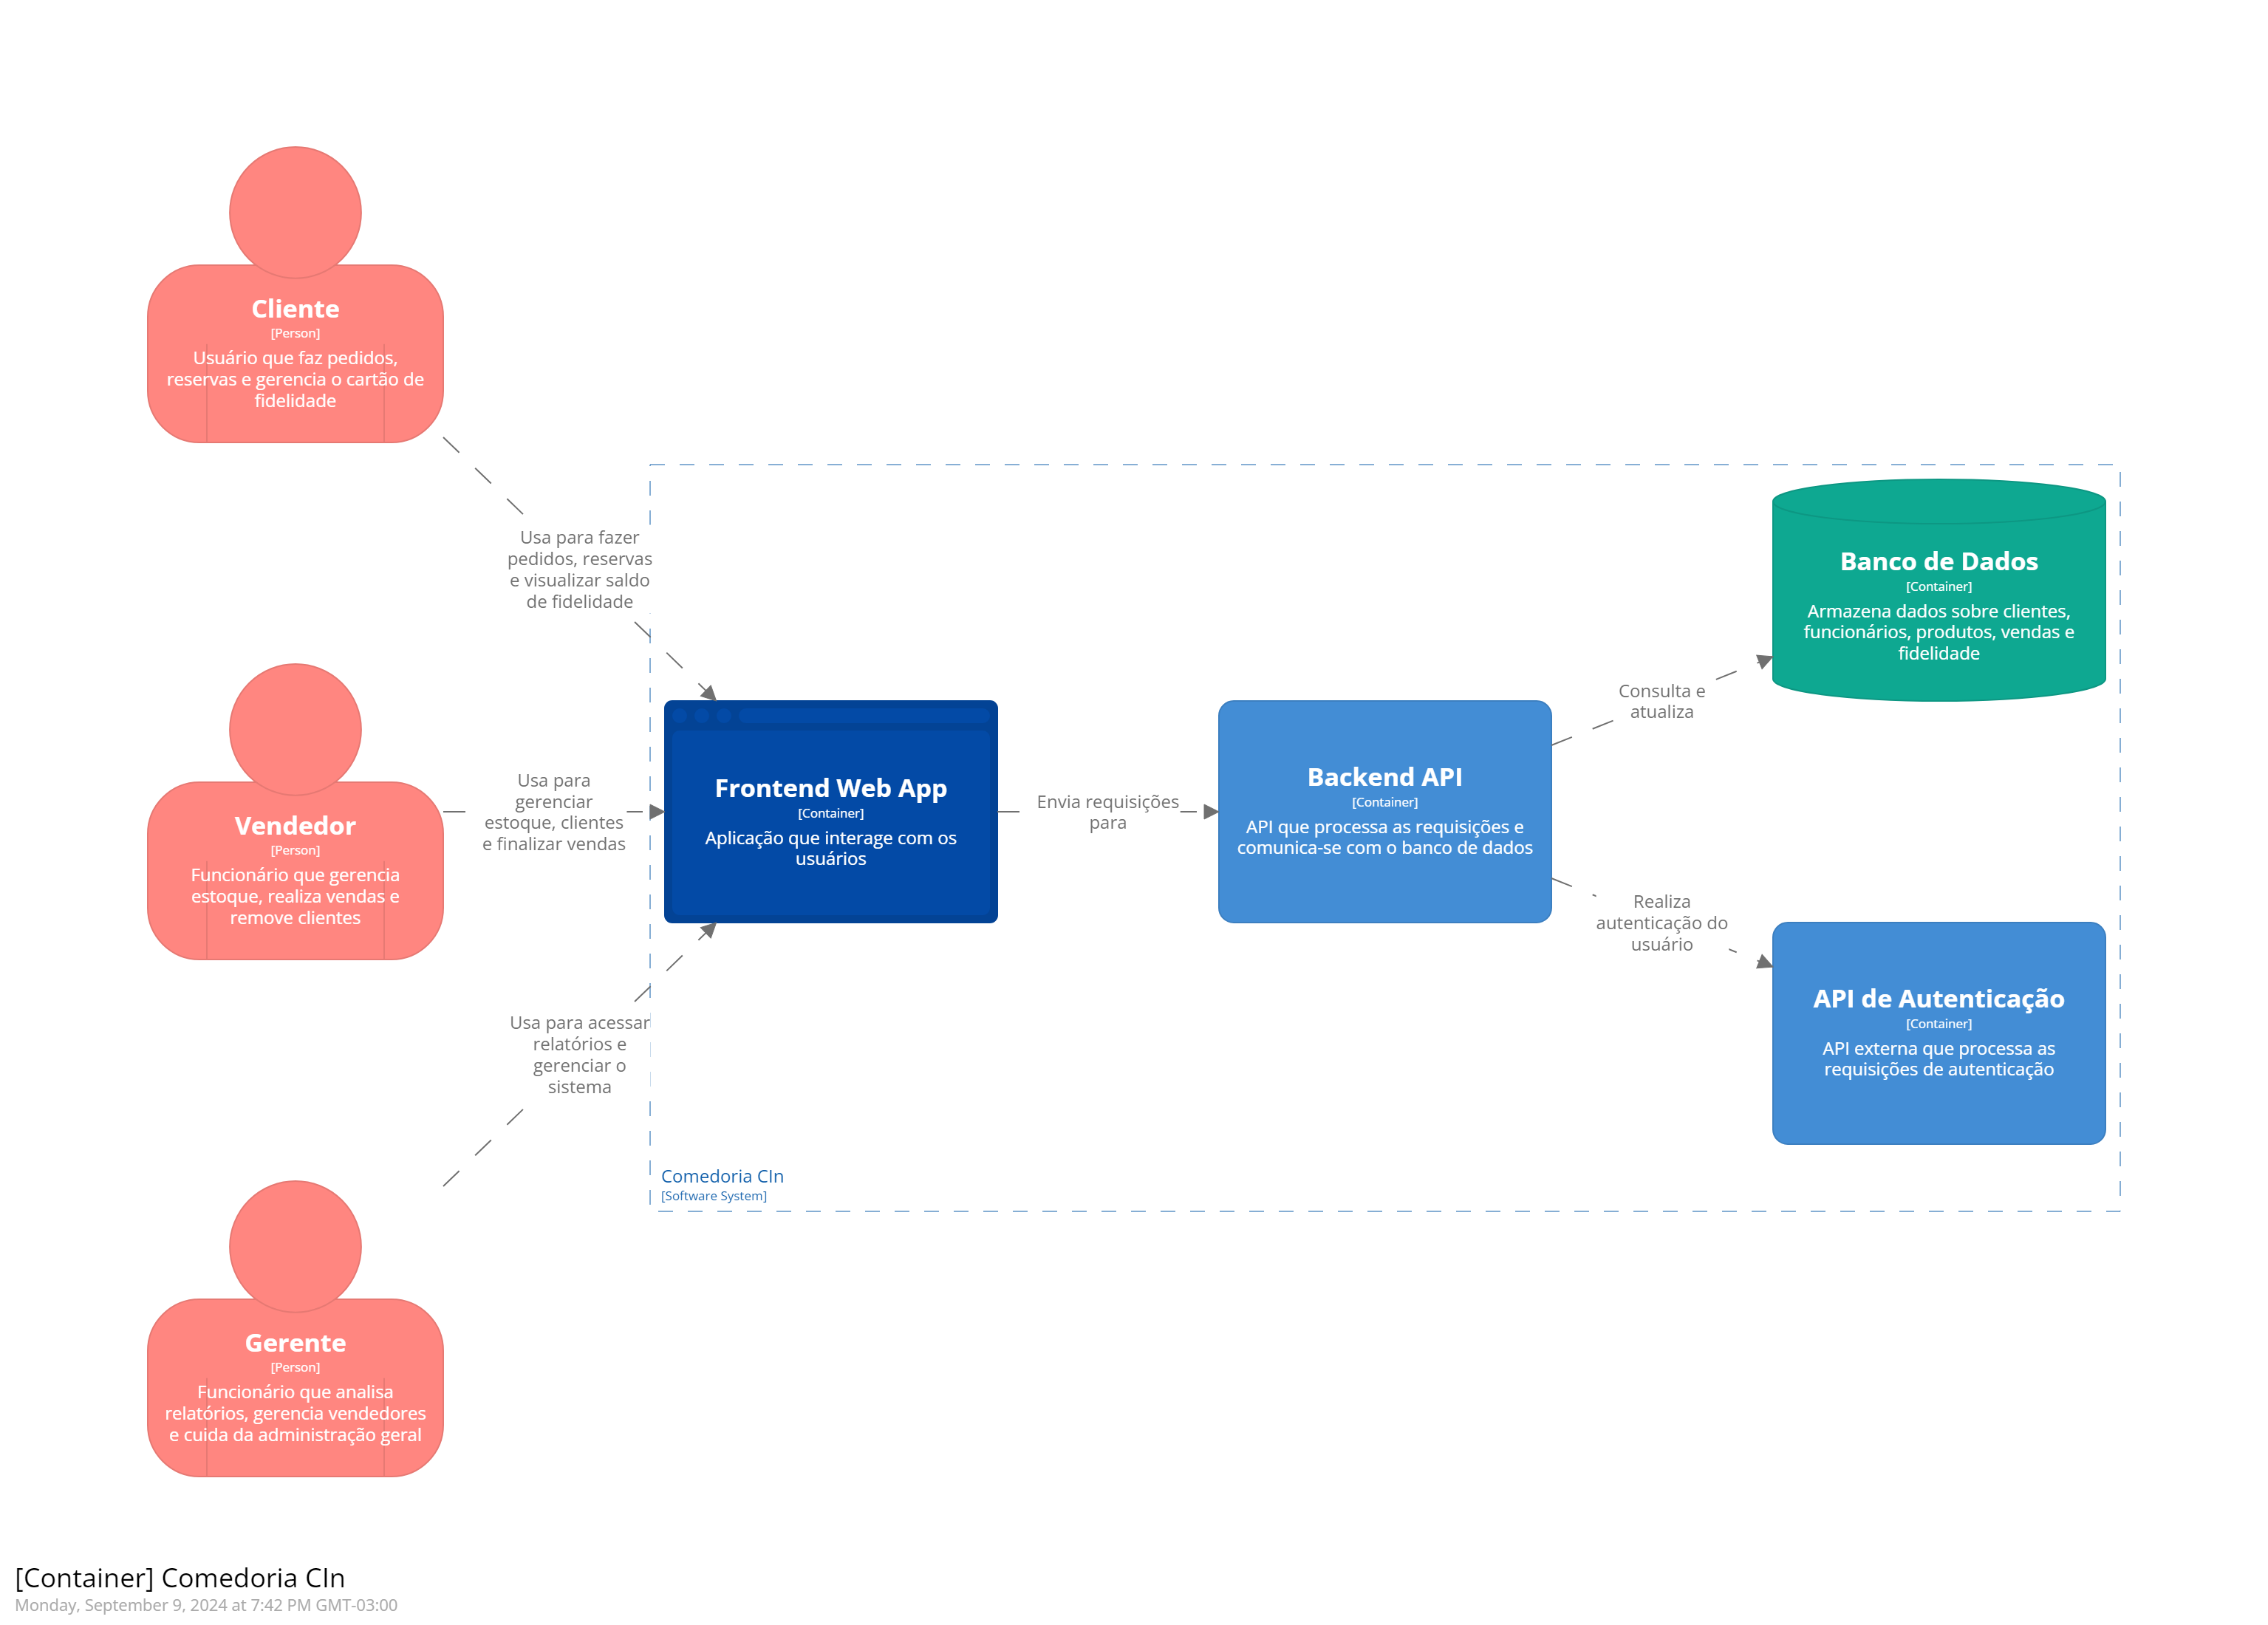 Cliente
[Person]
Usuário que faz pedidos,
reservas e gerencia o cartão de
fidelidade
Usa para fazer
pedidos, reservas
e visualizar saldo
de fidelidade
Vendedor
[Person]
Funcionário que gerencia
estoque, realiza vendas e
remove clientes
Usa para
gerenciar
estoque, clientes
e finalizar vendas
Gerente
[Person]
Funcionário que analisa
relatórios, gerencia vendedores
e cuida da administração geral
Usa para acessar
relatórios e
gerenciar o
sistema
Frontend Web App
[Container]
Aplicação que interage com os
usuários
Envia requisições
para
Backend API
[Container]
API que processa as requisições e
comunica-se com o banco de dados
Consulta e
atualiza
Banco de Dados
[Container]
Armazena dados sobre clientes,
funcionários, produtos, vendas e
fidelidade
Realiza
autenticação do
usuário
API de Autenticação
[Container]
API externa que processa as
requisições de autenticação
Comedoria CIn
[Software System]
[Container] Comedoria CIn
Monday, September 9, 2024 at 7:42 PM GMT-03:00